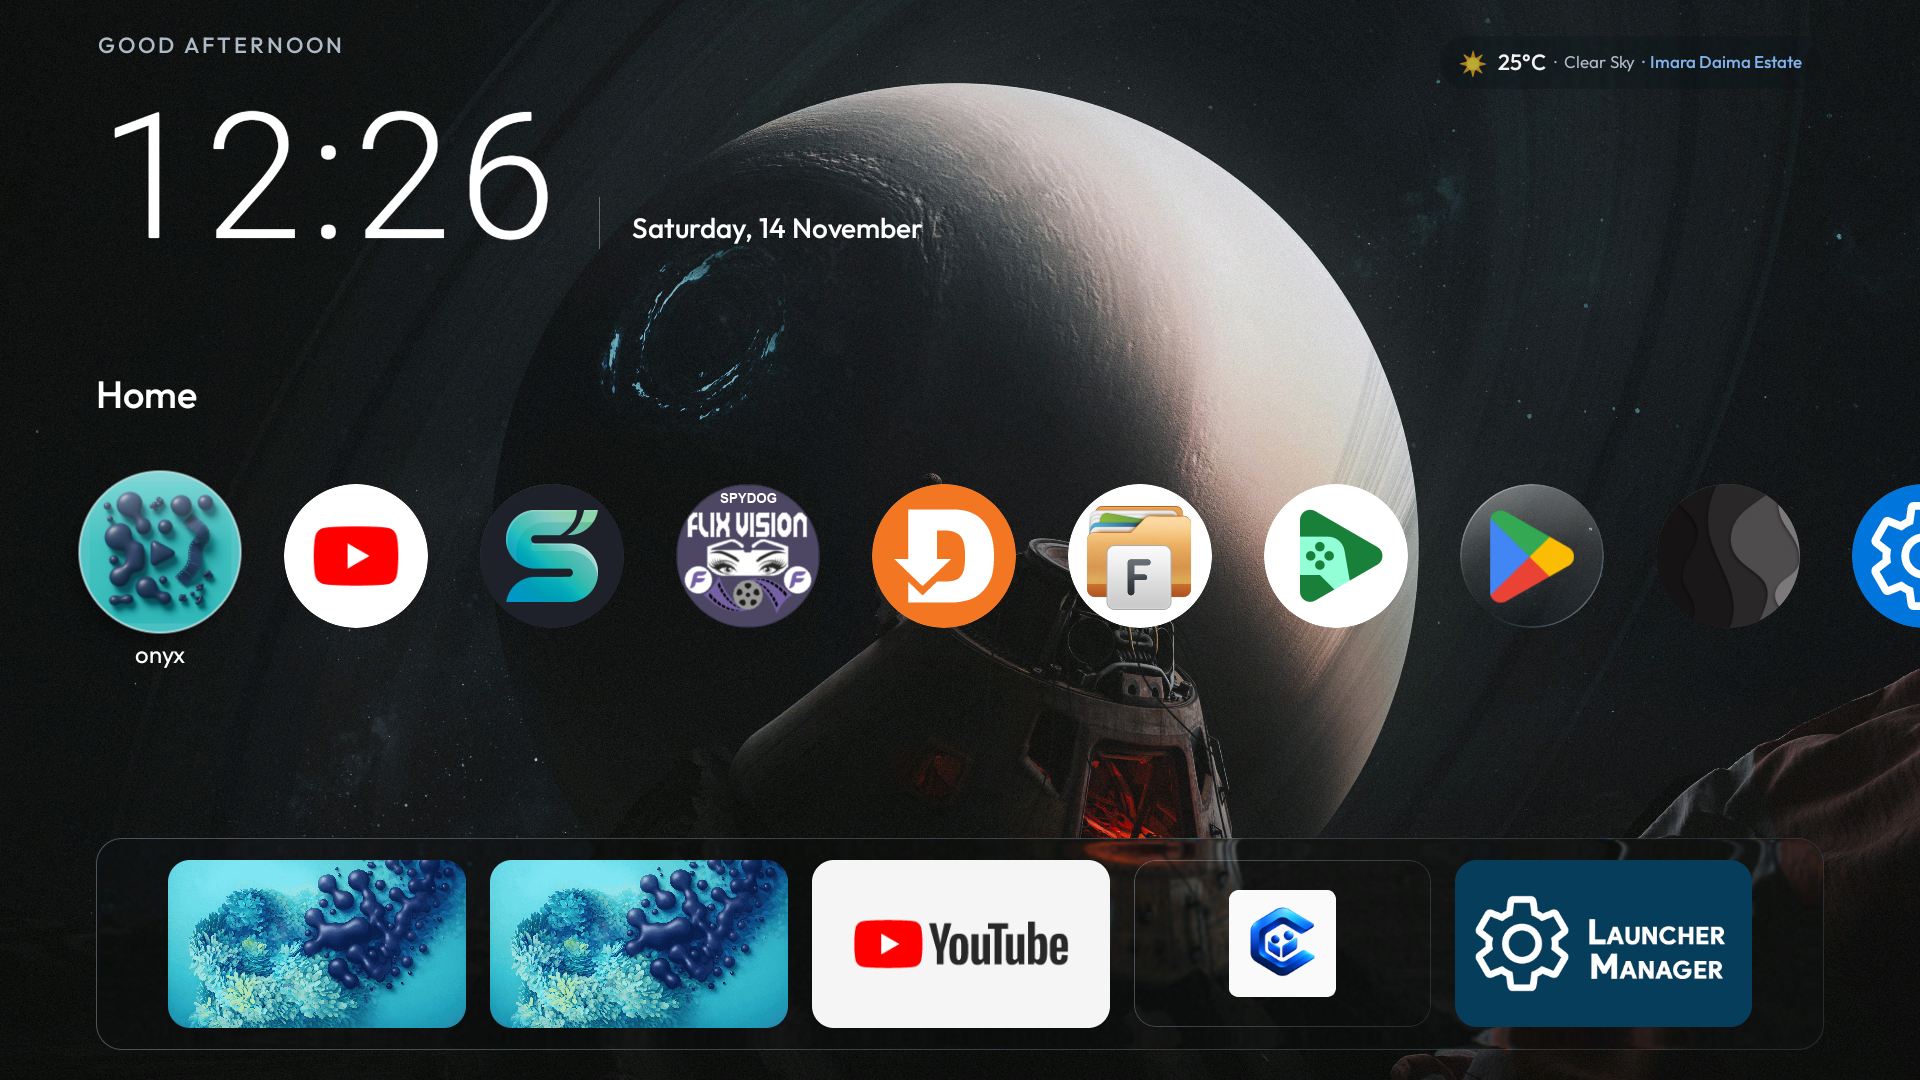 GOOD AFTERNOON
25°C · Clear Sky · Imara Daima Estate
12:26
Saturday, 14 November
Home
SPYDOG
FLIX VISION
F
F
D
F
onyx
YouTube
LAUNCHER
MANAGER